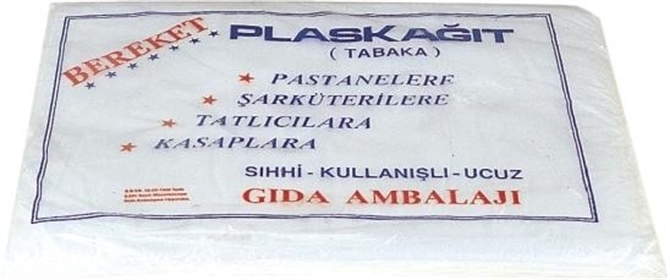 BEREKET
PLASKAĞIT
(TABAKA)
PASTANELERE
ŞARKÜTERİLERE
TATLICILARA
KASAPLARA
SIHHİ-KULLANIŞLI-UCUZ
GIDA AMBALAJI